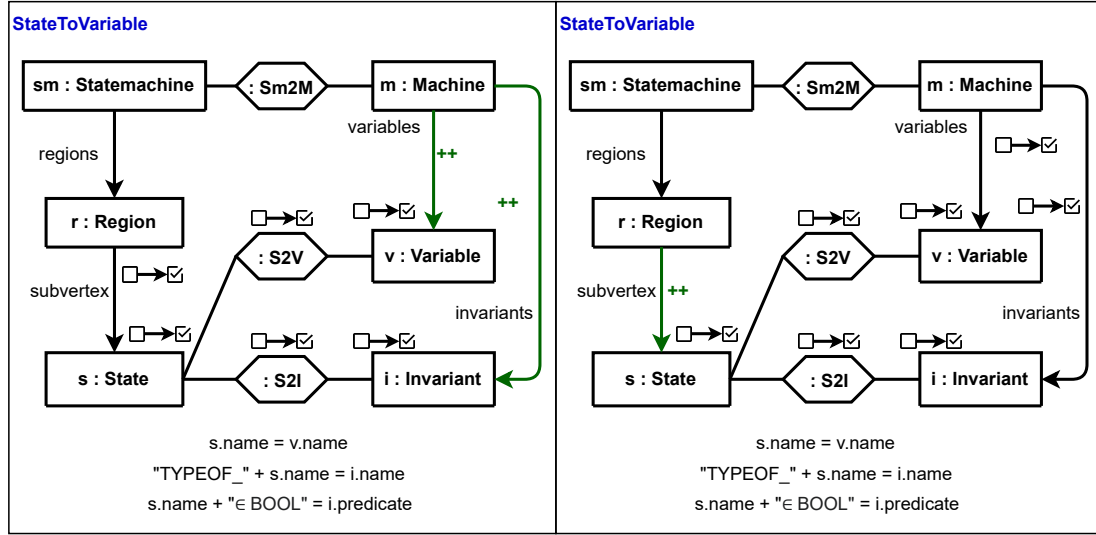 StateToVariable
sm : Statemachine
: Sm2M
m : Machine
variables
regions
++
++
r : Region
: S2V
v : Variable
subvertex
invariants
s : State
: S2I
i : Invariant
s.name = v.name
"TYPEOF_" + s.name = i.name
s.name + "∈ BOOL" = i.predicate
StateToVariable
sm : Statemachine
: Sm2M
m : Machine
variables
regions
r : Region
: S2V
v : Variable
subvertex
++
invariants
s : State
: S2I
i : Invariant
s.name = v.name
"TYPEOF_" + s.name = i.name
s.name + "∈ BOOL" = i.predicate